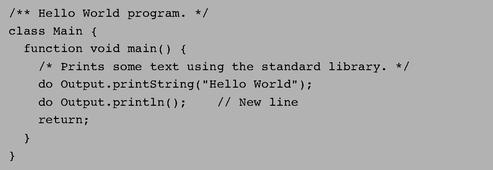 /** Hello World program. */
class Main {
  function void main() {
    /* Prints some text using the standard library. */
    do Output.printString("Hello World");
    do Output.println();    // New line
    return;
  }
}